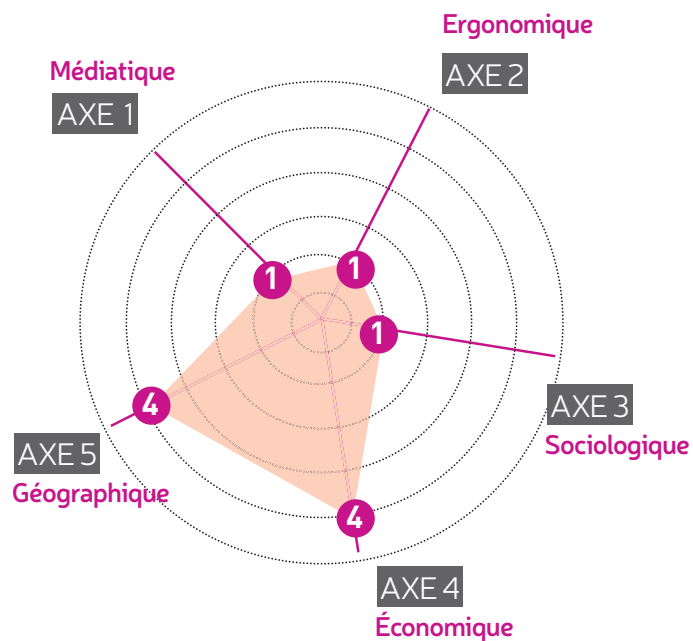 Ergonomique
AXE 2
Médiatique
AXE 1
1
1
1
AXE 3
Sociologique
4
AXE 5
Géographique
4
AXE 4
Économique